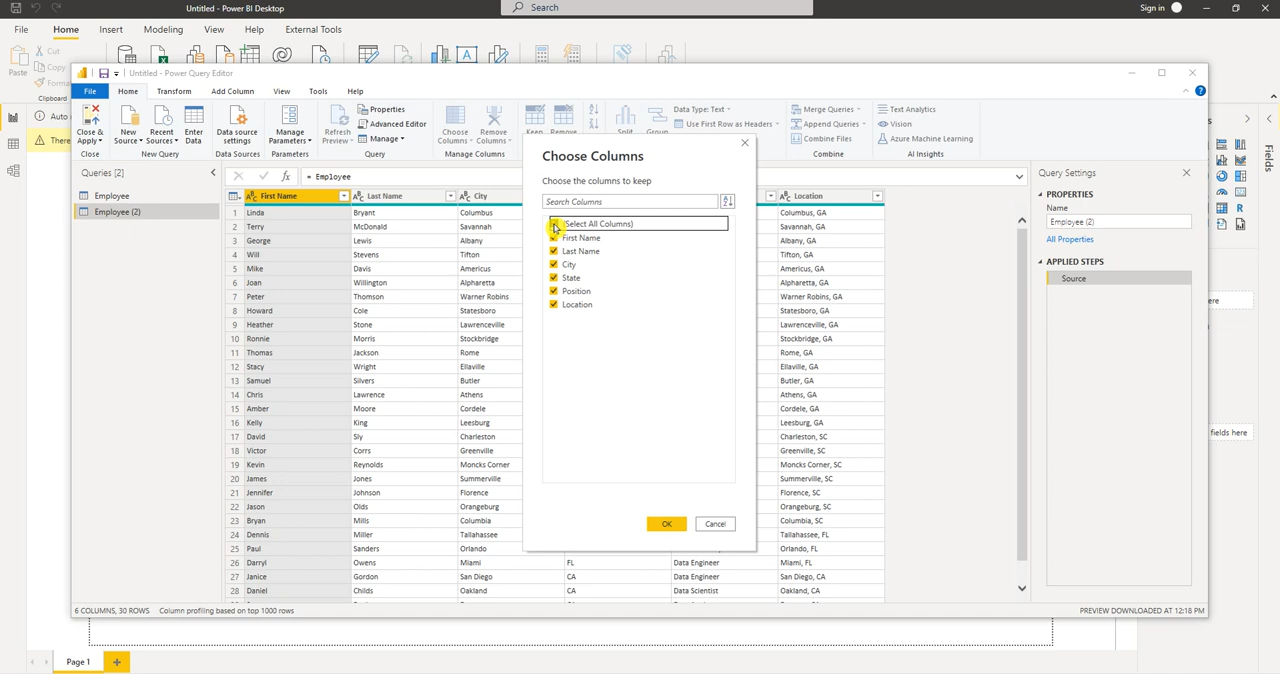 Untitled - Power BI Desktop
Search
Sign in
File
Home
Insert
Modeling
View
Help
External Tools
Paste
Cut
Copy
Clipboard
Untitled - Power Query Editor
File
Home
Transform
Add Column
View
Tools
Help
Close & Apply
Close
New Source
Recent Sources
Enter Data
New Query
Data source settings
Data Sources
Manage Parameters
Parameters
Refresh Preview
Properties
Advanced Editor
Manage
Query
Choose Columns
Remove Columns
Manage Columns
Keep
Remove
Split
Group
Data Type: Text
Use First Row as Headers
Merge Queries
Append Queries
Combine Files
Combine
Text Analytics
Vision
Azure Machine Learning
AI Insights
Auto
There
Queries [2]
Employee
Employee (2)
= Employee
First Name Last Name City Location
1 Linda Bryant Columbus Columbus, GA
2 Terry McDonald Savannah Savannah, GA
3 George Lewis Albany Albany, GA
4 Will Stevens Tifton Tifton, GA
5 Mike Davis Americus Americus, GA
6 Joan Willington Alpharetta Alpharetta, GA
7 Peter Thomson Warner Robins Warner Robins, GA
8 Howard Cole Statesboro Statesboro, GA
9 Heather Stone Lawrenceville Lawrenceville, GA
10 Ronnie Morris Stockbridge Stockbridge, GA
11 Thomas Jackson Rome Rome, GA
12 Stacy Wright Ellaville Ellaville, GA
13 Samuel Silvers Butler Butler, GA
14 Chris Lawrence Athens Athens, GA
15 Amber Moore Cordele Cordele, GA
16 Kelly King Leesburg Leesburg, GA
17 David Sly Charleston Charleston, SC
18 Victor Corrs Greenville Greenville, SC
19 Kevin Reynolds Moncks Corner Moncks Corner, SC
20 James Jones Summerville Summerville, SC
21 Jennifer Johnson Florence Florence, SC
22 Jason Olds Orangeburg Orangeburg, SC
23 Bryan Mills Columbia Columbia, SC
24 Dennis Miller Tallahassee Tallahassee, FL
25 Paul Sanders Orlando Orlando, FL
26 Darryl Owens Miami FL Data Engineer Miami, FL
27 Janice Gordon San Diego CA Data Engineer San Diego, CA
28 Daniel Childs Oakland CA Data Scientist Oakland, CA
Choose Columns
Choose the columns to keep
Search Columns
(Select All Columns)
First Name
Last Name
City
State
Position
Location
OK
Cancel
Query Settings
PROPERTIES
Name
Employee (2)
All Properties
APPLIED STEPS
Source
Fields
fields here
6 COLUMNS, 30 ROWS
Column profiling based on top 1000 rows
PREVIEW DOWNLOADED AT 12:18 PM
Page 1